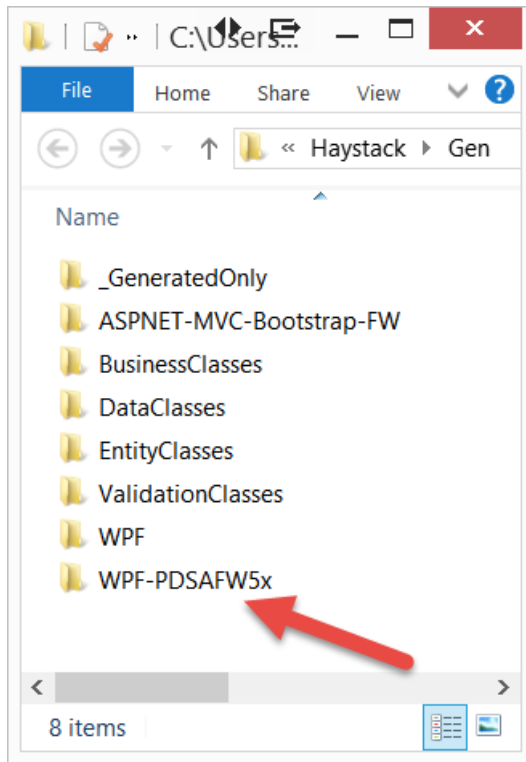 C:\Users...
File Home Share View ?
« Haystack Gen
Name
_GeneratedOnly
ASPNET-MVC-Bootstrap-FW
BusinessClasses
DataClasses
EntityClasses
ValidationClasses
WPF
WPF-PDSAFW5x
8 items